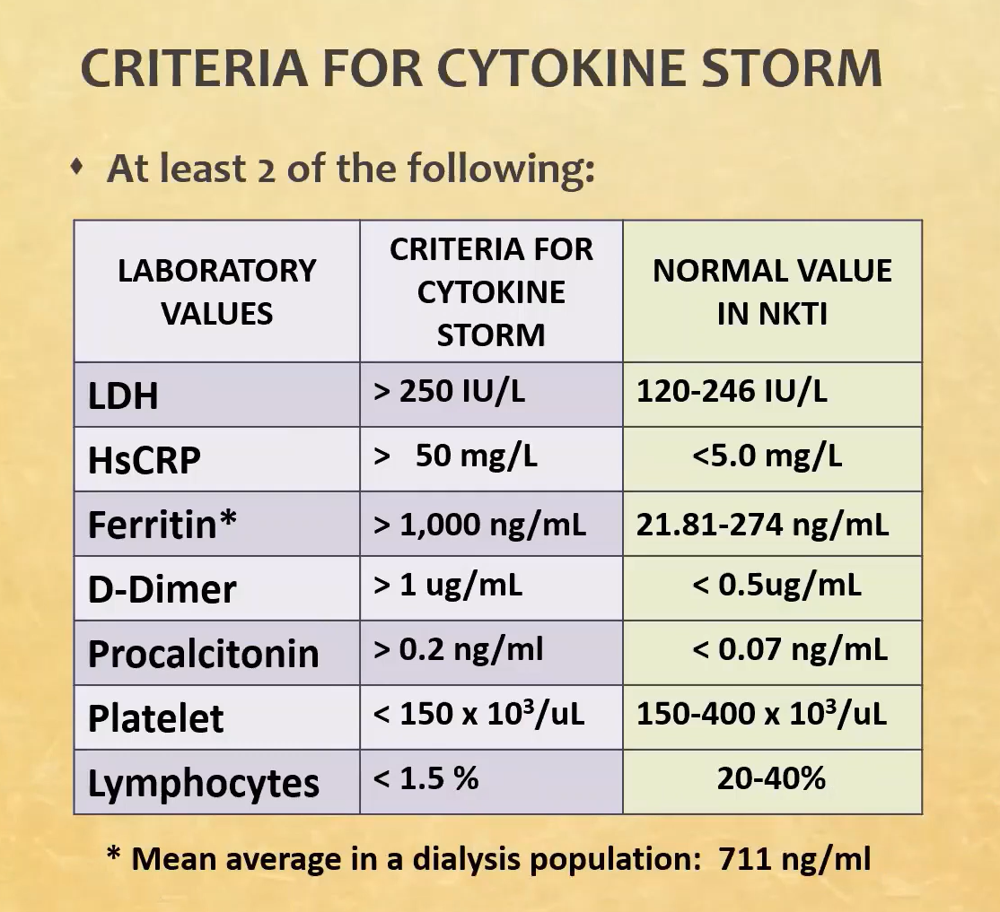 CRITERIA FOR CYTOKINE STORM
♦ At least 2 of the following:
LABORATORY VALUES | CRITERIA FOR CYTOKINE STORM | NORMAL VALUE IN NKTI
LDH | > 250 IU/L | 120-246 IU/L
HsCRP | > 50 mg/L | <5.0 mg/L
Ferritin* | > 1,000 ng/mL | 21.81-274 ng/mL
D-Dimer | > 1 ug/mL | < 0.5ug/mL
Procalcitonin | > 0.2 ng/ml | < 0.07 ng/mL
Platelet | < 150 x 10³/uL | 150-400 x 10³/uL
Lymphocytes | < 1.5 % | 20-40%
* Mean average in a dialysis population: 711 ng/ml